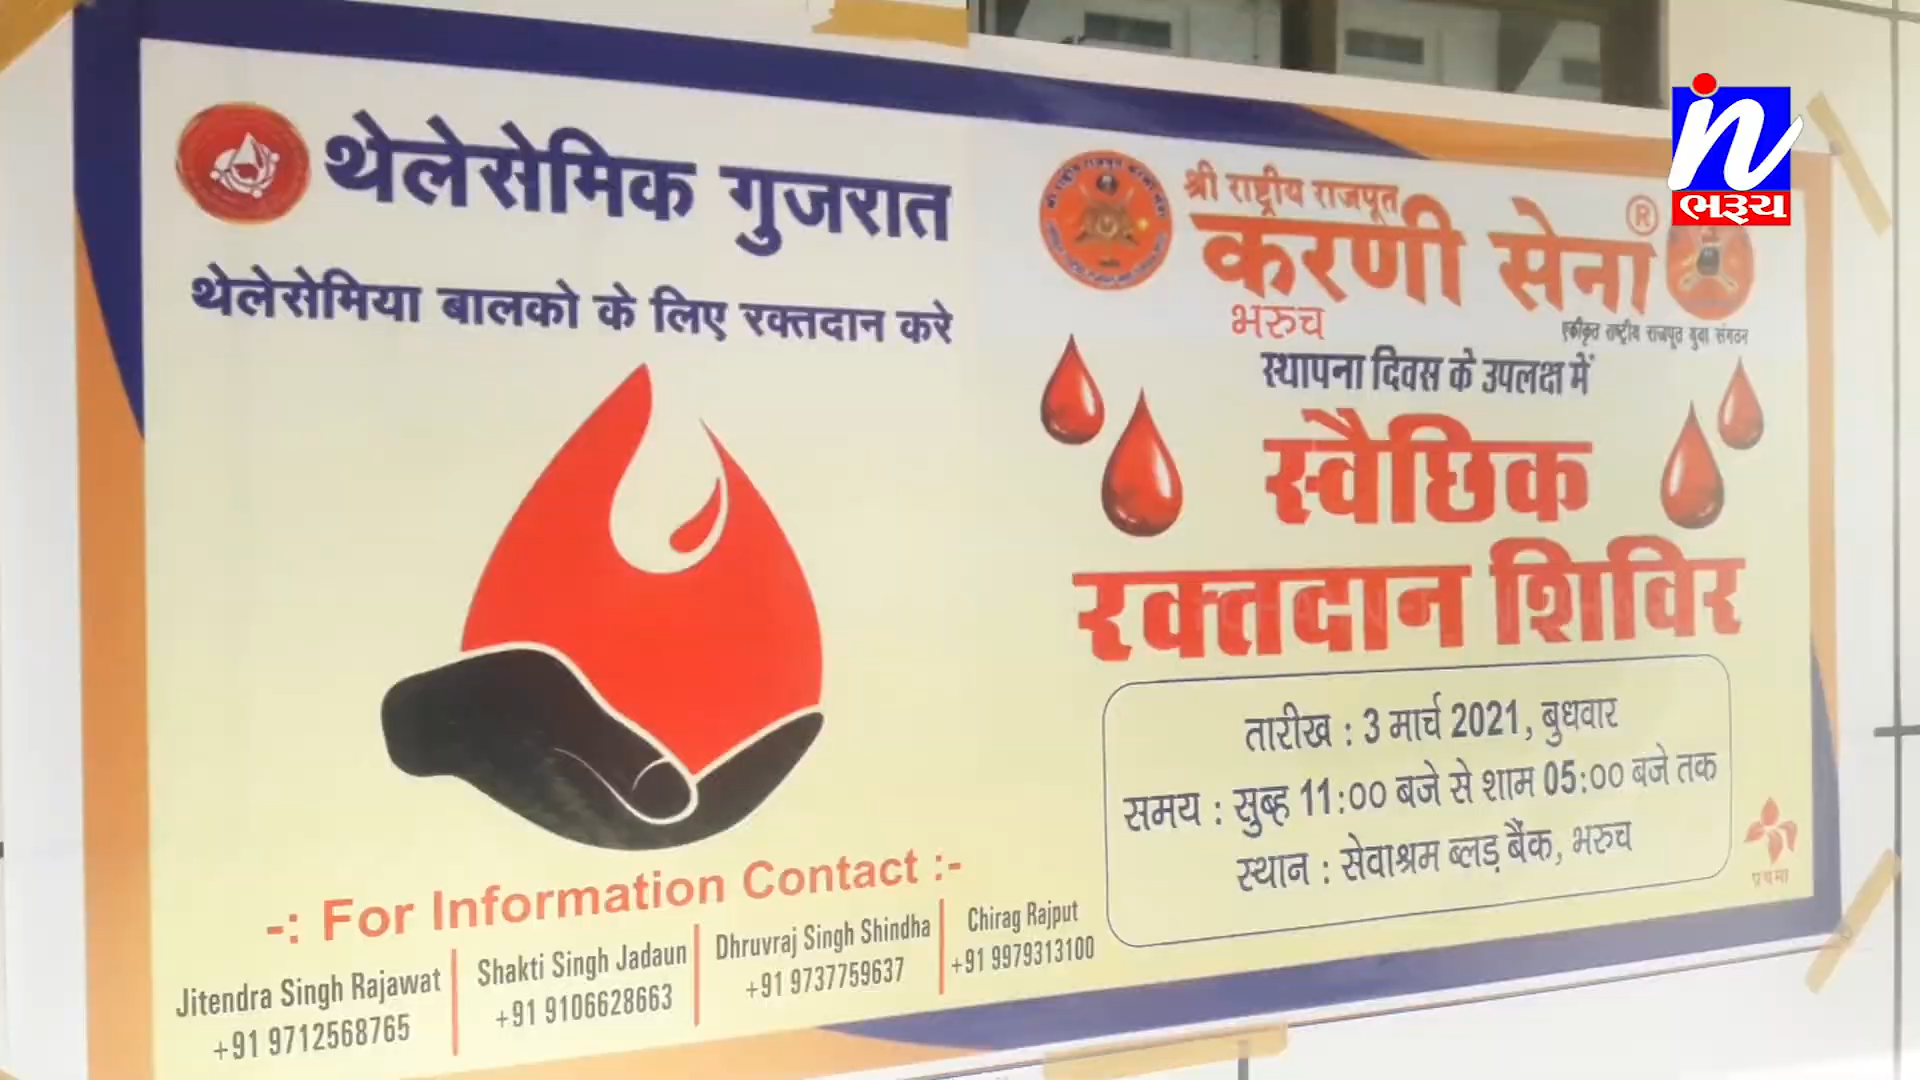 थेलेसेमिक गुजरात
थेलेसेमिया बालको के लिए रक्तदान करे
-: For Information Contact :-
Jitendra Singh Rajawat
+91 9712568765
Shakti Singh Jadaun
+91 9106628663
Dhruvraj Singh Shindha
+91 9737759637
Chirag Rajput
+91 9979313100
श्री राष्ट्रीय राजपूत
करणी सेना ®
भरुच
एकीकृत राष्ट्रीय राजपूत युवा संगठन
स्थापना दिवस के उपलक्ष में
स्वैछिक
रक्तदान शिविर
तारीख : 3 मार्च 2021, बुधवार
समय : सुब्ह 11:00 बजे से शाम 05:00 बजे तक
स्थान : सेवाश्रम ब्लड़ बैंक, भरुच
प्रथमा
in
ભરૂચ